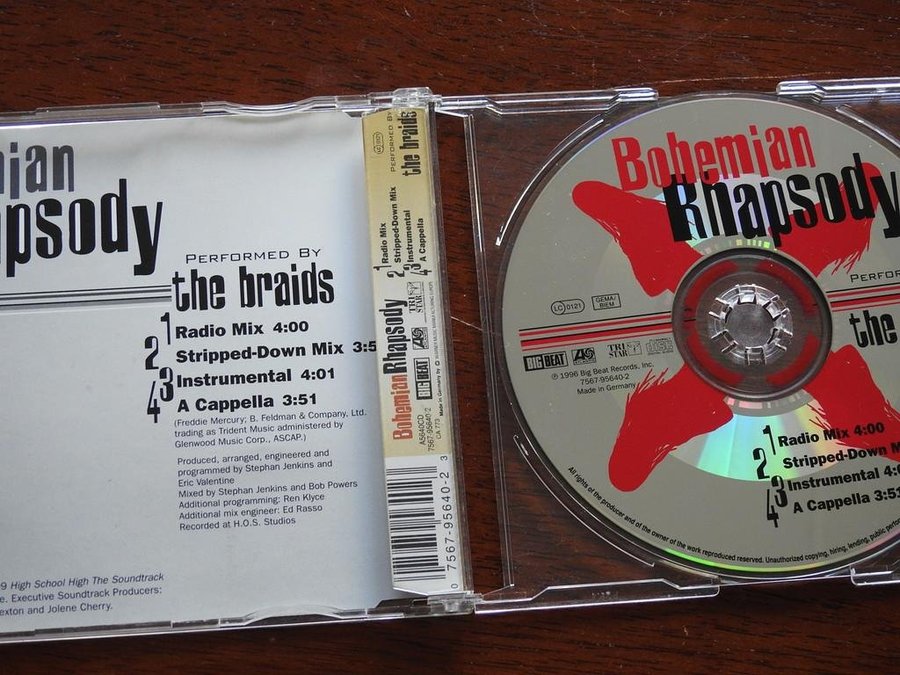 mian
apsody
PERFORMED BY
the braids
1 Radio Mix 4:00
2 Stripped-Down Mix 3:5
3 Instrumental 4:01
4 A Cappella 3:51
(Freddie Mercury; B. Feldman & Company, Ltd.
trading as Trident Music administered by
Glenwood Music Corp., ASCAP.)
Produced, arranged, engineered and
programmed by Stephan Jenkins and
Eric Valentine
Mixed by Stephan Jenkins and Bob Powers
Additional programming: Ren Klyce
Additional mix engineer: Ed Rasso
Recorded at H.O.S. Studios
9 High School High The Soundtrack
e. Executive Soundtrack Producers:
exton and Jolene Cherry.
Bohemian Rhapsody
PERFORMED BY
the braids
1 Radio Mix
2 Stripped-Down Mix
3 Instrumental
4 A Cappella
BIG BEAT
TRI STAR
A5640CD
7567-95640-2
CA 773
Made in Germany
0 7567-95640-2 3
Bohemian
Rhapsody
PERFOR
the
LC 0121
GEMA/
BIEM
BIG BEAT
TRI
STAR
℗ 1996 Big Beat Records, Inc.
7567-95640-2
Made in Germany
1 Radio Mix 4:00
2 Stripped-Down M
3 Instrumental 4:0
4 A Cappella 3:51
All rights of the producer and of the owner of the work reproduced reserved. Unauthorized copying, hiring, lending, public perfor